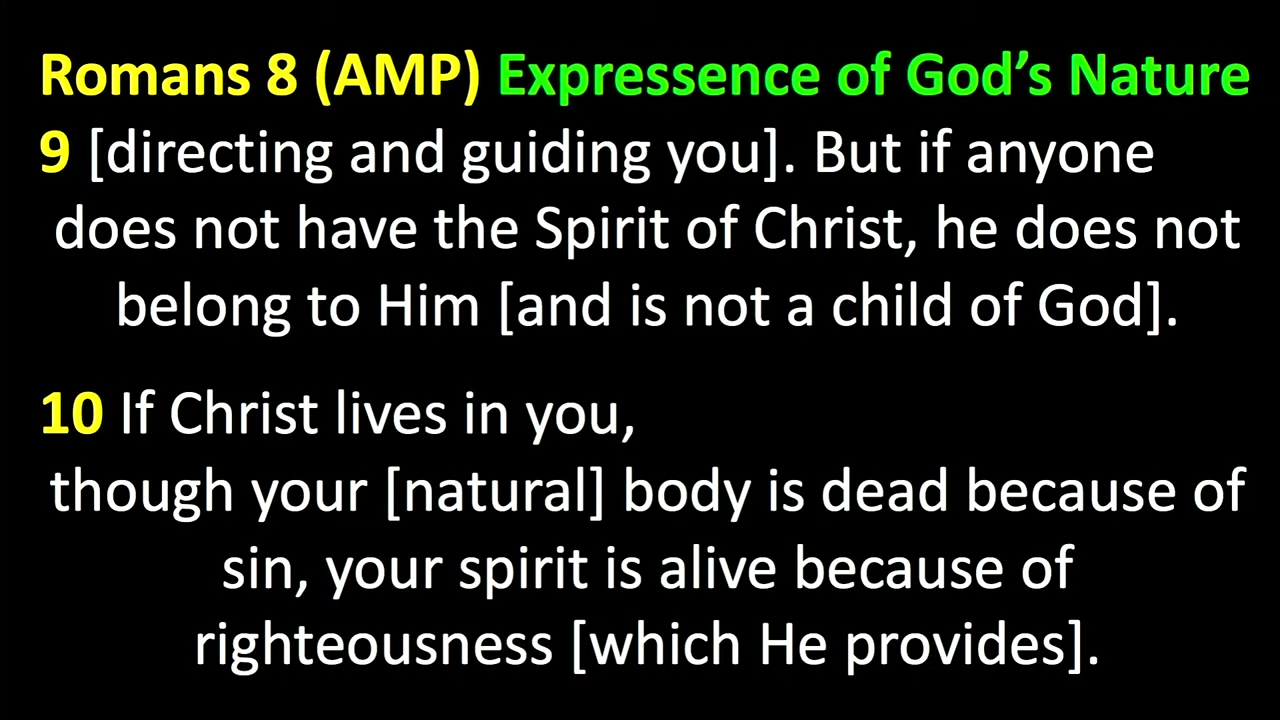 Romans 8 (AMP) Expressence of God’s Nature
9 [directing and guiding you]. But if anyone
does not have the Spirit of Christ, he does not
belong to Him [and is not a child of God].
10 If Christ lives in you,
though your [natural] body is dead because of
sin, your spirit is alive because of
righteousness [which He provides].